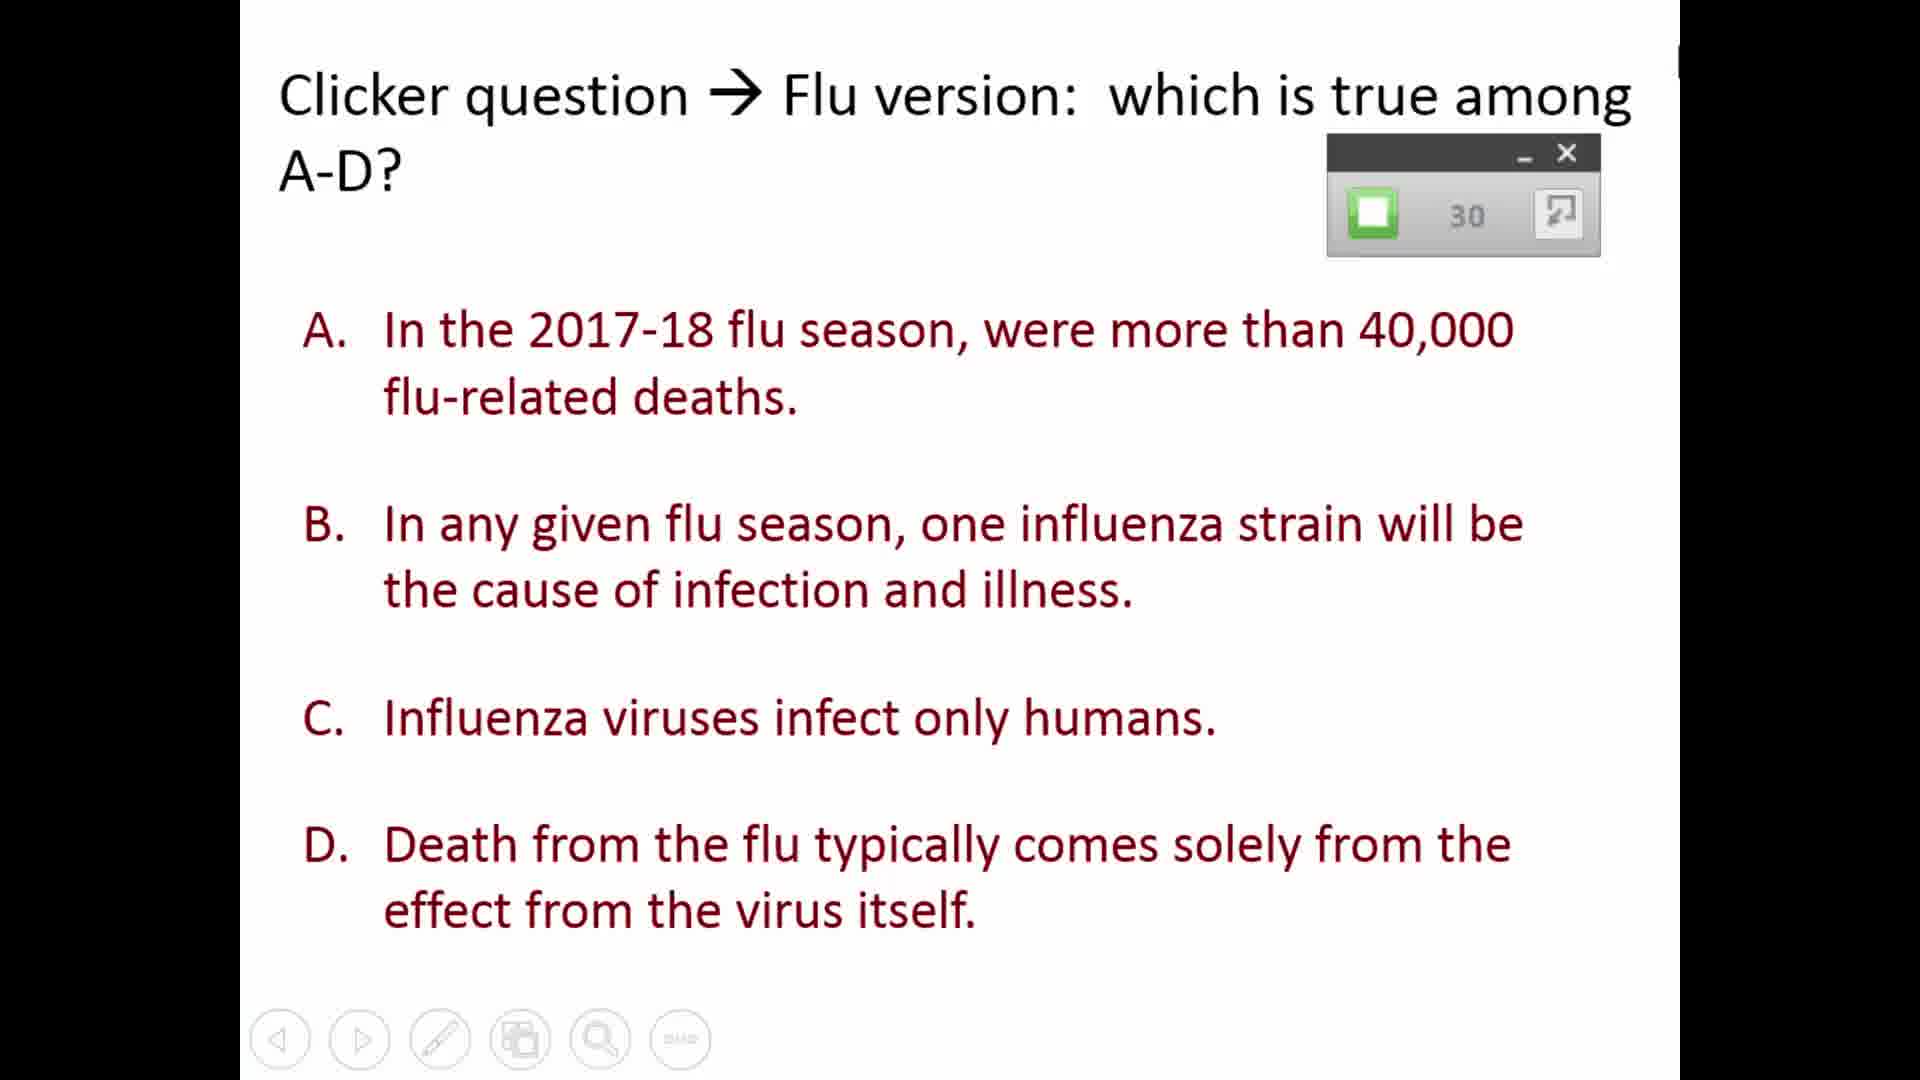 Clicker question → Flu version:  which is true among
A-D?
30
A. In the 2017-18 flu season, were more than 40,000
flu-related deaths.
B. In any given flu season, one influenza strain will be
the cause of infection and illness.
C. Influenza viruses infect only humans.
D. Death from the flu typically comes solely from the
effect from the virus itself.